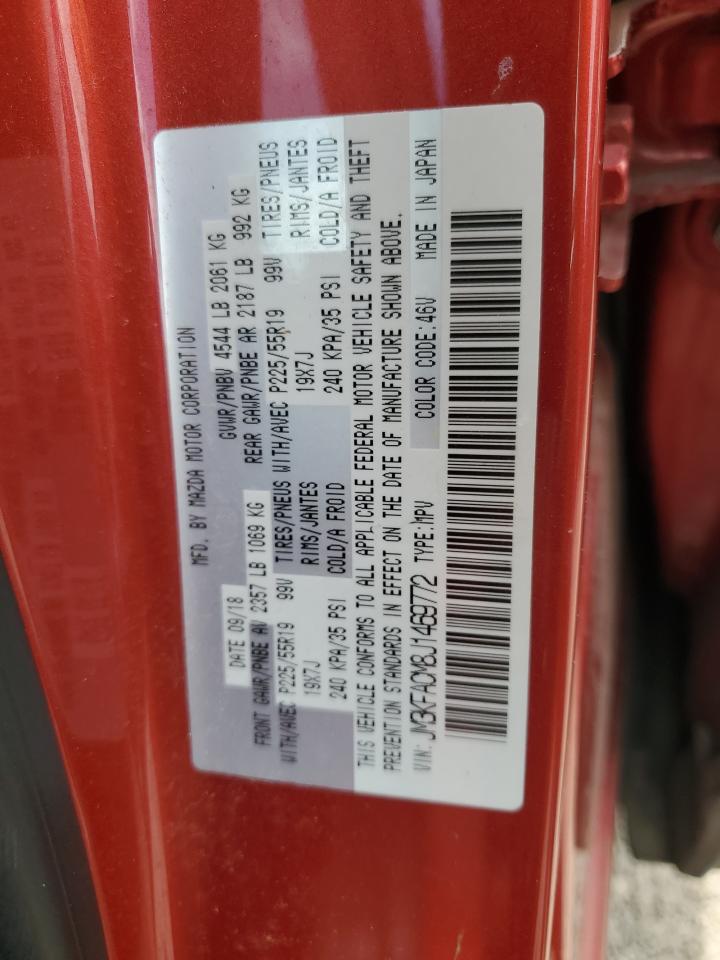 MFD. BY MAZDA MOTOR CORPORATION
DATE 09/18 GVWR/PNBV 4544 LB 2061 KG
FRONT GAWR/PNBE AV 2357 LB 1069 KG REAR GAWR/PNBE AR 2187 LB 992 KG
WITH/AVEC P225/55R19 99V TIRES/PNEUS WITH/AVEC P225/55R19 99V TIRES/PNEUS
19X7J RIMS/JANTES 19X7J RIMS/JANTES
240 KPA/35 PSI COLD/A FROID 240 KPA/35 PSI COLD/A FROID
THIS VEHICLE CONFORMS TO ALL APPLICABLE FEDERAL MOTOR VEHICLE SAFETY AND THEFT
PREVENTION STANDARDS IN EFFECT ON THE DATE OF MANUFACTURE SHOWN ABOVE.
VIN: JM3KFACM8J1469772 TYPE:MPV COLOR CODE:46V MADE IN JAPAN